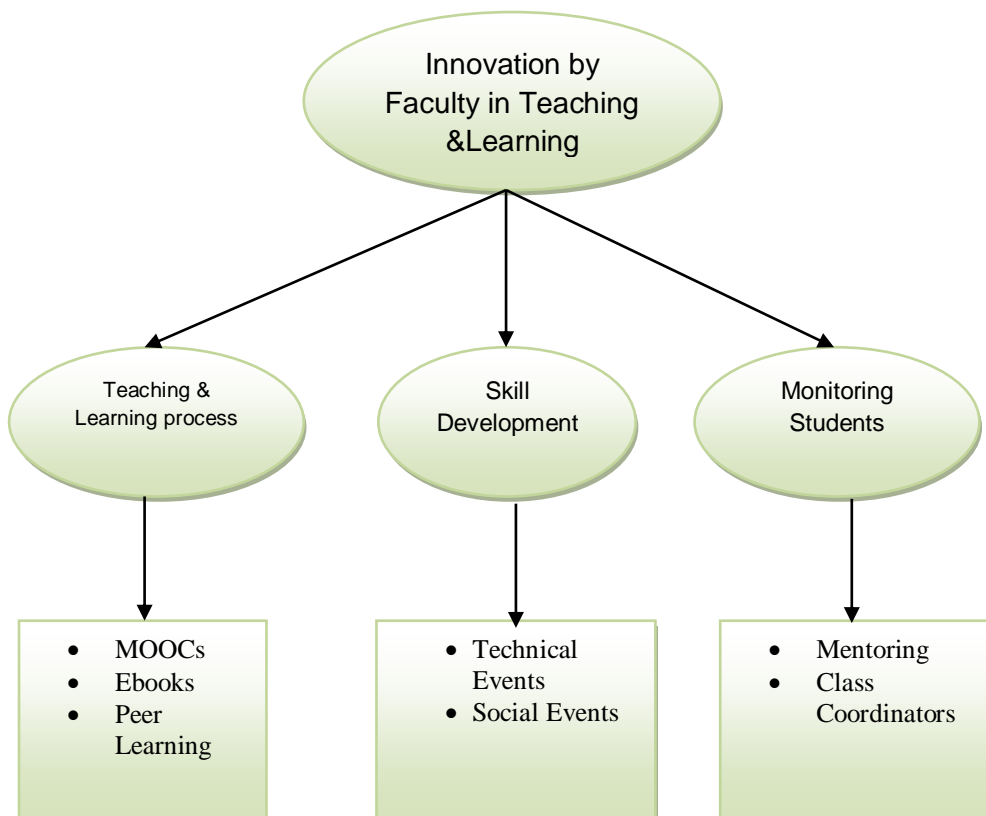 Innovation by
Faculty in Teaching
&Learning
Teaching &
Learning process
Skill
Development
Monitoring
Students
• MOOCs
• Ebooks
• Peer
Learning
• Technical
Events
• Social Events
• Mentoring
• Class
Coordinators